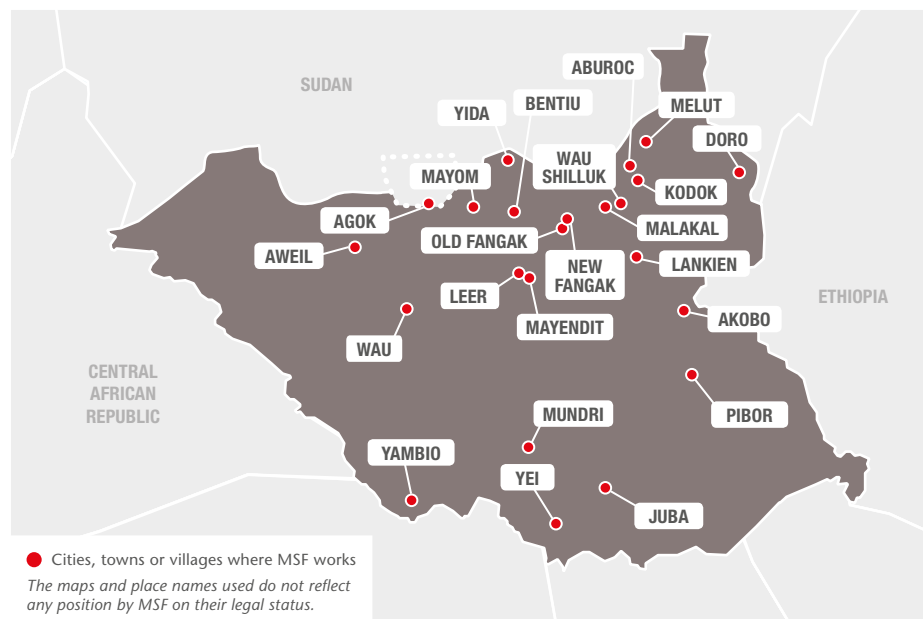 SUDAN
ABUROC
BENTIU
MELUT
YIDA
DORO
WAU
SHILLUK
MAYOM
KODOK
AGOK
MALAKAL
OLD FANGAK
AWEIL
LANKIEN
NEW
FANGAK
LEER
ETHIOPIA
AKOBO
MAYENDIT
WAU
CENTRAL
AFRICAN
REPUBLIC
MUNDRI
PIBOR
YAMBIO
YEI
JUBA
Cities, towns or villages where MSF works
The maps and place names used do not reflect
any position by MSF on their legal status.